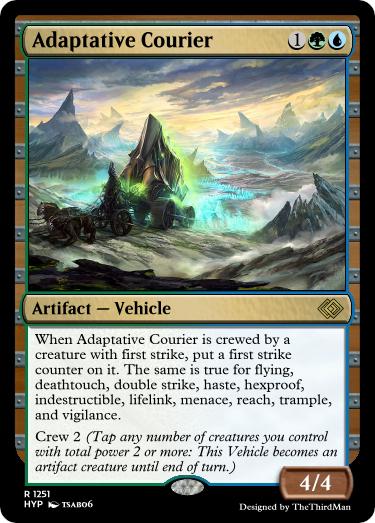 Adaptative Courier 1
Artifact — Vehicle
When Adaptative Courier is crewed by a
creature with first strike, put a first strike
counter on it. The same is true for flying,
deathtouch, double strike, haste, hexproof,
indestructible, lifelink, menace, reach, trample,
and vigilance.
Crew 2 (Tap any number of creatures you control
with total power 2 or more: This Vehicle becomes an
artifact creature until end of turn.)
4/4
R 1251
HYP TSABO6
Designed by TheThirdMan